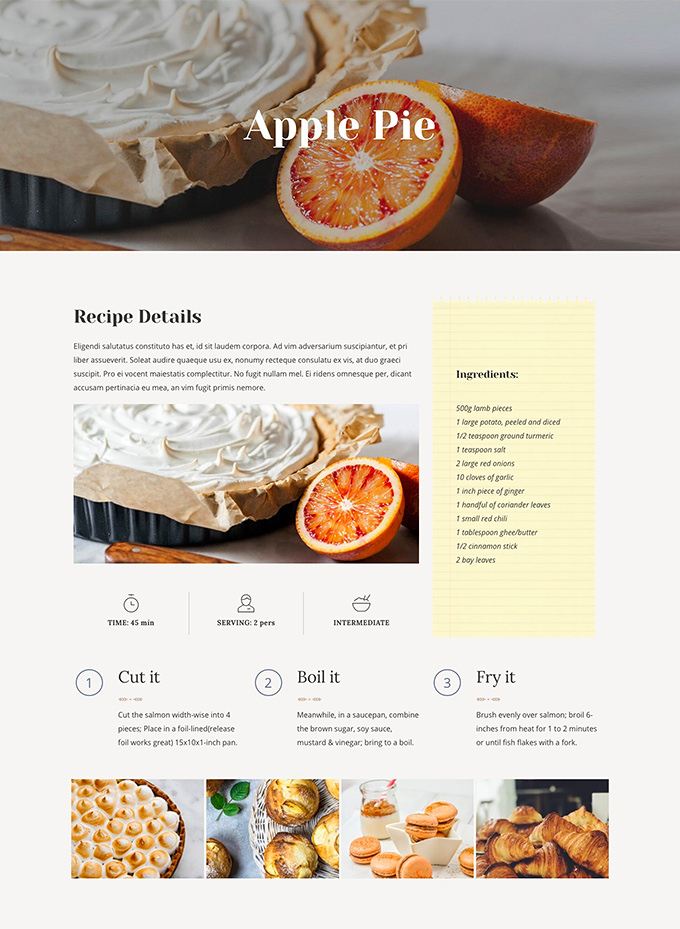 Apple Pie
Recipe Details
Eligendi salutatus constituto has et, id sit laudem corpora. Ad vim adversarium suscipiantur, et pri
liber assueverit. Soleat audire quaeque usu ex, nonumy recteque consulatu ex vis, at duo graeci
suscipit. Pro ei vocent maiestatis complectitur. No fugit nullam mel. Ei ridens omnesque per, dicant
accusam pertinacia eu mea, an vim fugit primis nemore.
TIME: 45 min
SERVING: 2 pers
INTERMEDIATE
Ingredients:
500g lamb pieces
1 large potato, peeled and diced
1/2 teaspoon ground turmeric
1 teaspoon salt
2 large red onions
10 cloves of garlic
1 inch piece of ginger
1 handful of coriander leaves
1 small red chili
1 tablespoon ghee/butter
1/2 cinnamon stick
2 bay leaves
1
Cut it
Cut the salmon width-wise into 4
pieces; Place in a foil-lined(release
foil works great) 15x10x1-inch pan.
2
Boil it
Meanwhile, in a saucepan, combine
the brown sugar, soy sauce,
mustard & vinegar; bring to a boil.
3
Fry it
Brush evenly over salmon; broil 6-
inches from heat for 1 to 2 minutes
or until fish flakes with a fork.